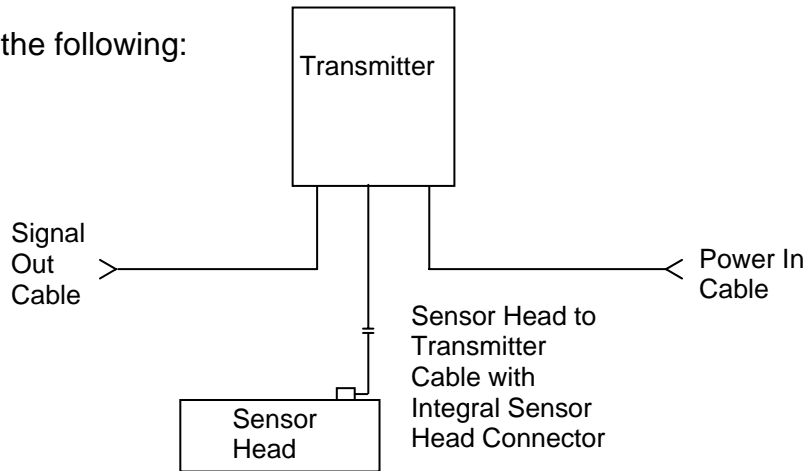 the following:
Transmitter
Signal
Out
Cable
Power In
Cable
Sensor Head to
Transmitter
Cable with
Integral Sensor
Head Connector
Sensor
Head